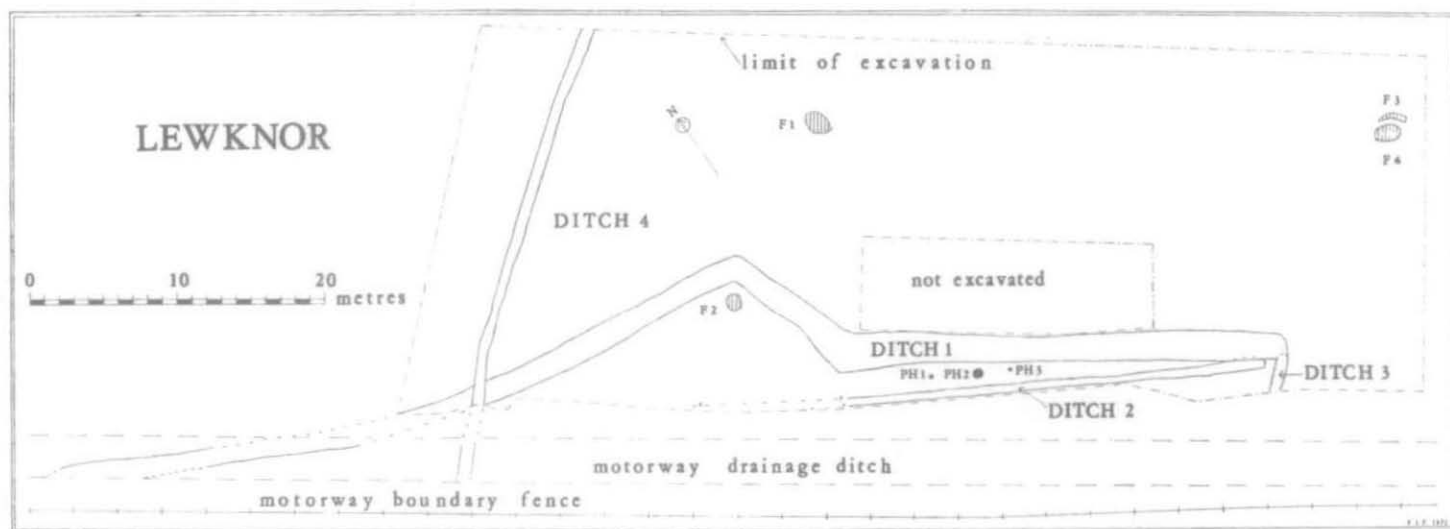 limit of excavation
LEWKNOR
N
F1
F3
F4
DITCH 4
0 10 20
metres
not excavated
F2
DITCH 1
PH1 PH2 PH3
DITCH 3
DITCH 2
motorway drainage ditch
motorway boundary fence